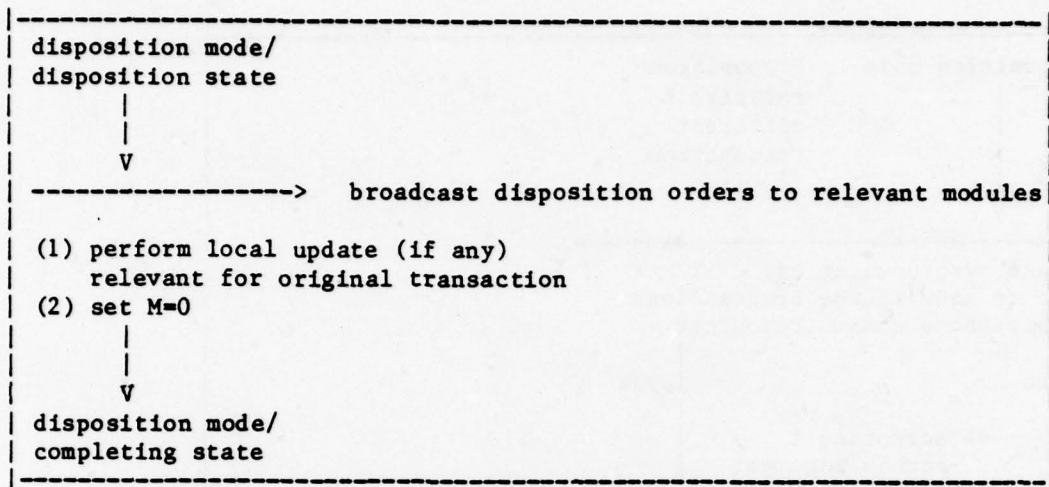 disposition mode/
disposition state
V
-----------------> broadcast disposition orders to relevant modules
(1) perform local update (if any)
relevant for original transaction
(2) set M=0
V
disposition mode/
completing state